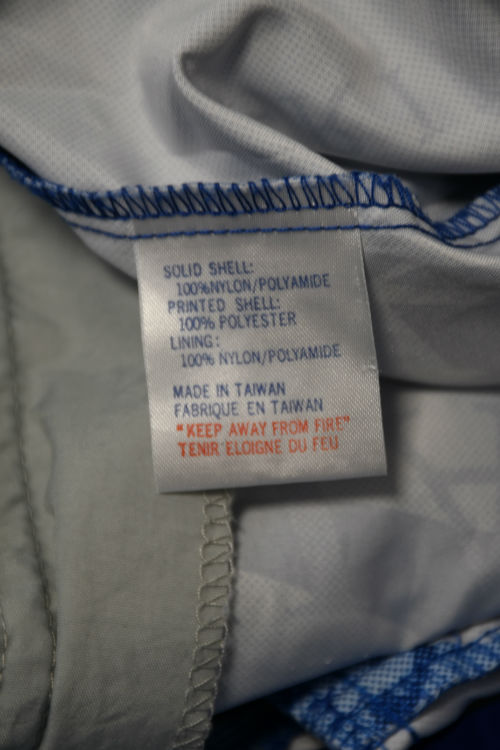 SOLID SHELL:
100%NYLON/POLYAMIDE
PRINTED SHELL:
100% POLYESTER
LINING:
100% NYLON/POLYAMIDE
MADE IN TAIWAN
FABRIQUE EN TAIWAN
"KEEP AWAY FROM FIRE"
TENIR ELOIGNE DU FEU